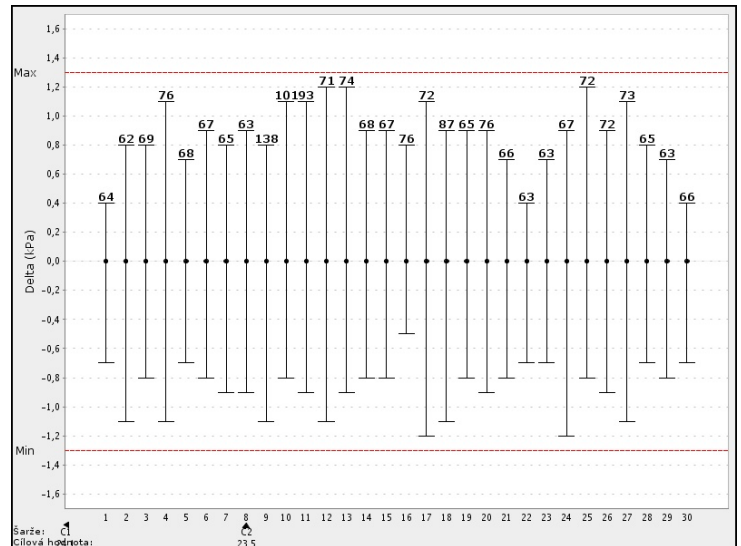 1,6
1,4
Max
71 74 72
1,2
76 101 93 72 73
1,0
67 63 68 67 87 65 76 67 72
62 69 65 138 76 65
0,8
68 66 63 63
0,6
64 63 66
0,4
0,2
0,0
Delta (kPa)
-0,2
-0,4
-0,6
-0,8
-1,0
-1,2
Min
-1,4
-1,6
1 2 3 4 5 6 7 8 9 10 11 12 13 14 15 16 17 18 19 20 21 22 23 24 25 26 27 28 29 30
Šarže: C1 C2
Cílová hodnota: 23,5